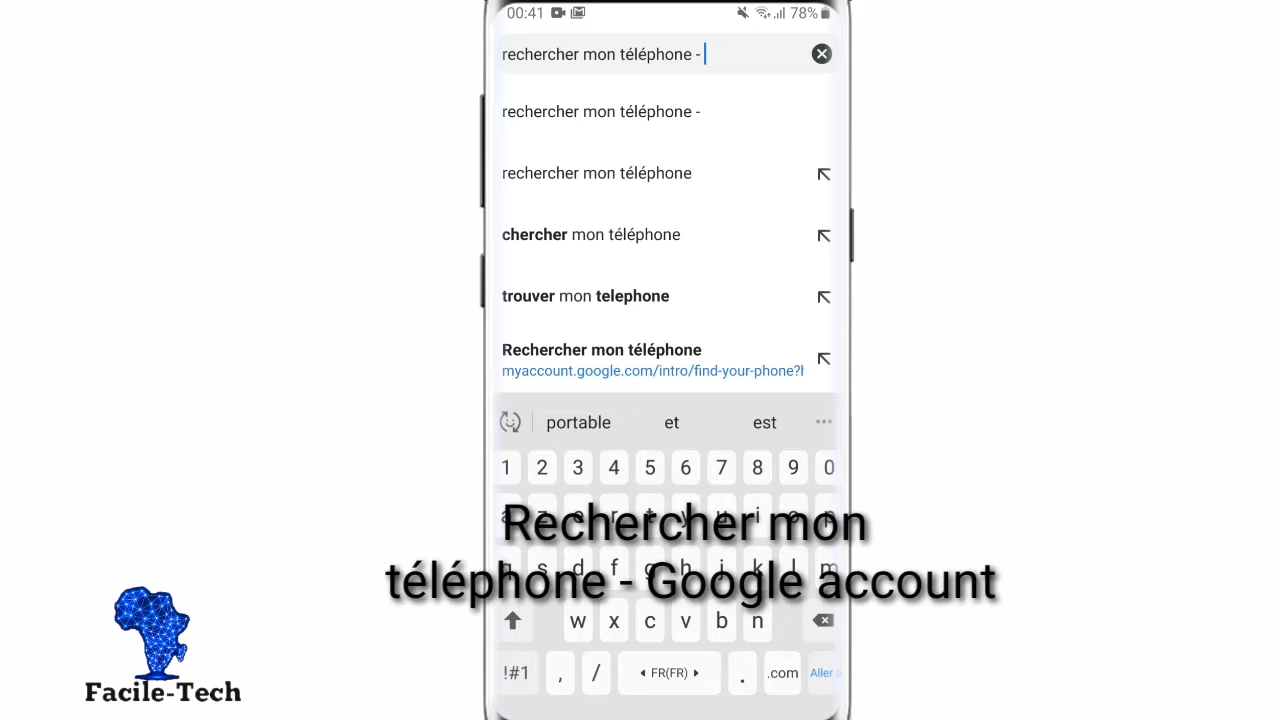 00:41 78%
rechercher mon téléphone -
rechercher mon téléphone -
rechercher mon téléphone
chercher mon téléphone
trouver mon telephone
Rechercher mon téléphone
myaccount.google.com/intro/find-your-phone?h
portable et est
1 2 3 4 5 6 7 8 9 0
a z e r t y u i o p
Rechercher mon
q s d f g h j k l m
téléphone - Google account
w x c v b n
!#1 , / FR(FR) . .com Aller à
Facile-Tech